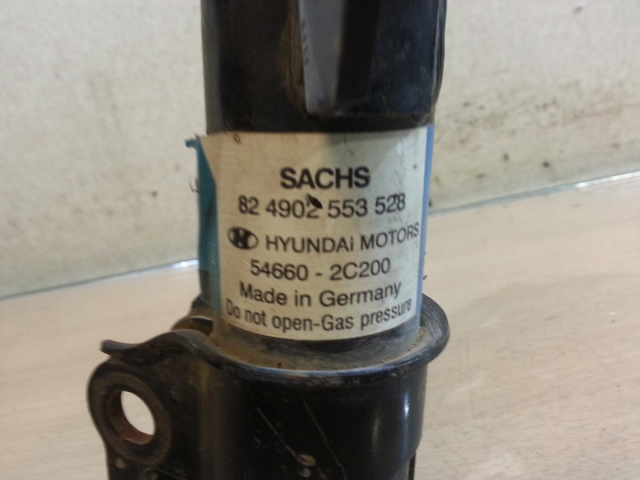 SACHS
82 4902 553 528
HYUNDAI MOTORS
54660 - 2C200
Made in Germany
Do not open-Gas pressure